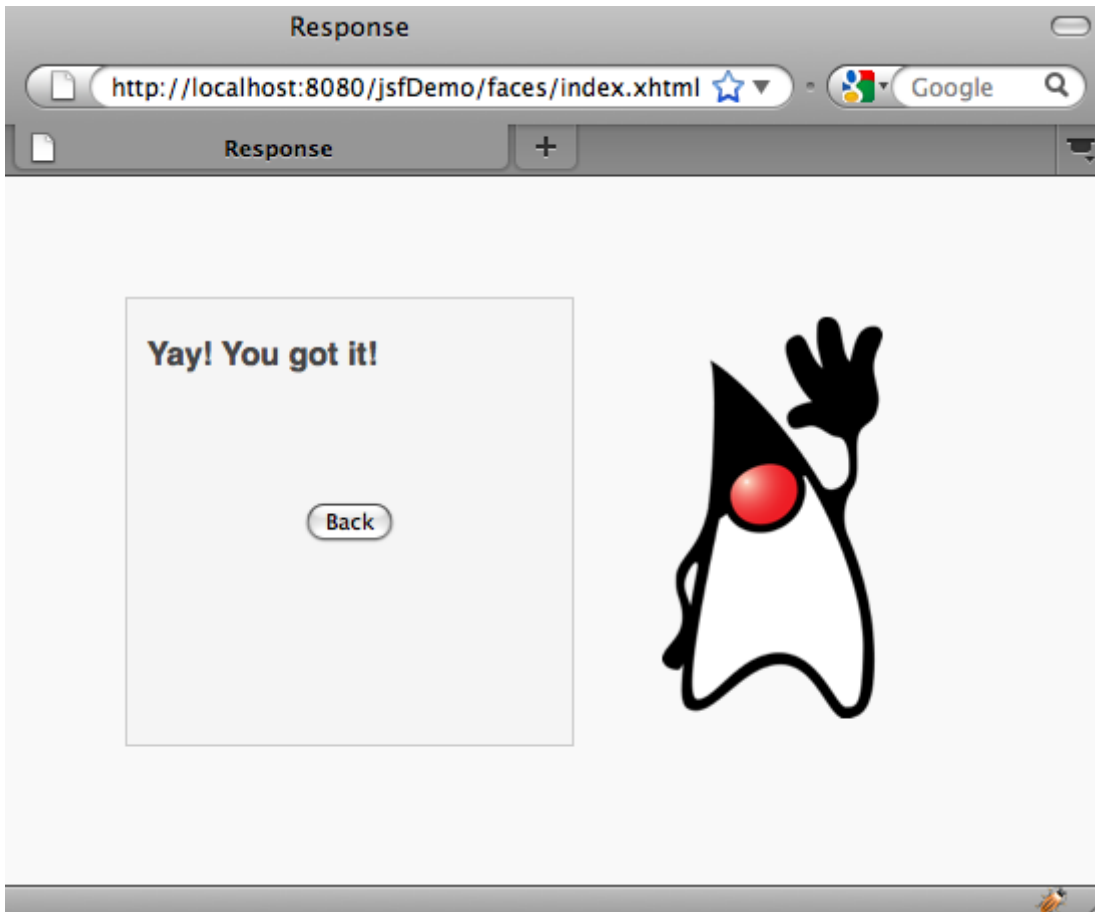 Response
http://localhost:8080/jsfDemo/faces/index.xhtml
Google
Response
Yay! You got it!
Back